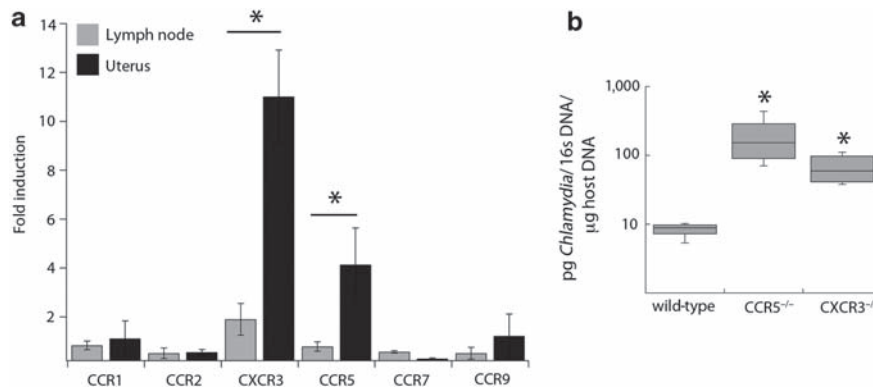 a
14
12
10
8
6
4
2
Fold induction
Lymph node
Uterus
*
*
CCR1
CCR2
CXCR3
CCR5
CCR7
CCR9
b
1,000
100
10
pg Chlamydia/ 16s DNA/
µg host DNA
*
*
wild-type
CCR5⁻/⁻